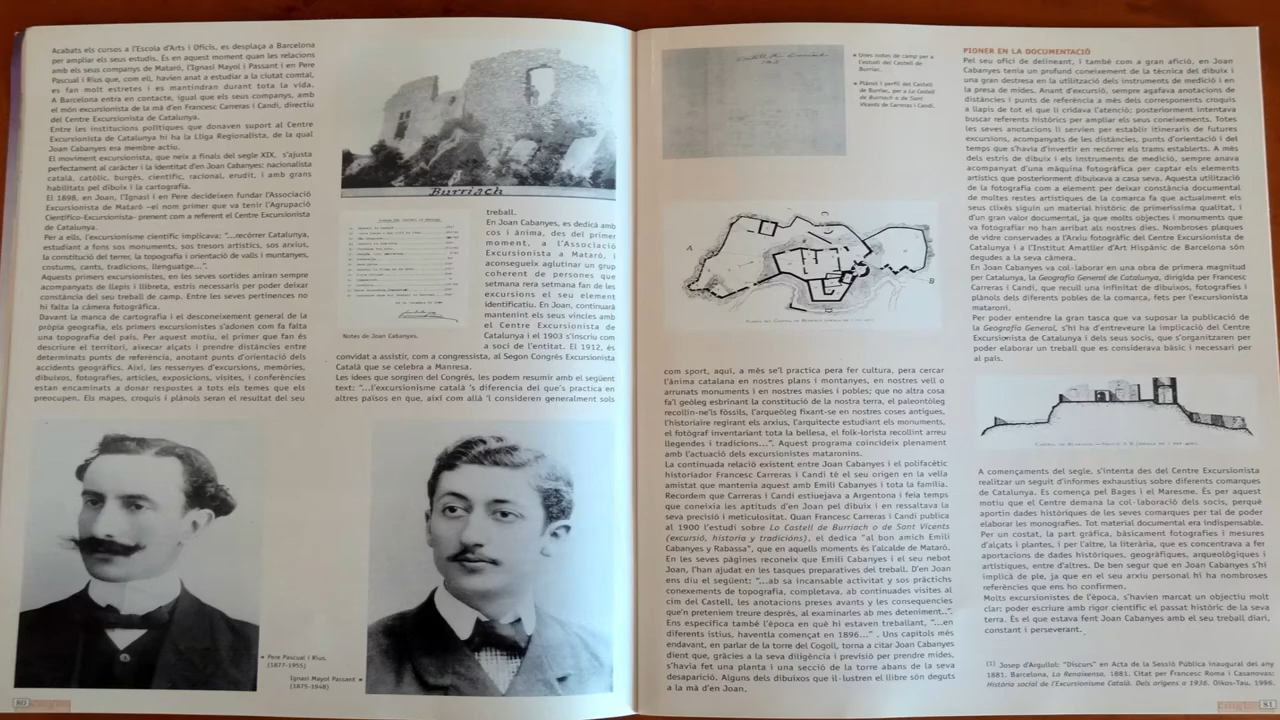 Acabats els cursos a l'Escola d'Arts i Oficis, es desplaça a Barcelona
per ampliar els seus estudis. És en aquest moment quan les relacions
amb els seus companys de Mataró, l'Ignasi Mayol i Passant i en Pere
Pascual i Rius que, com ell, havien anat a estudiar a la ciutat comtal,
es fan molt estretes i es mantindran durant tota la vida.
A Barcelona entra en contacte, igual que els seus companys, amb
el món excursionista de la mà d'en Francesc Carreras i Candi, directiu
del Centre Excursionista de Catalunya.
Entre les institucions polítiques que donaven suport al Centre
Excursionista de Catalunya hi ha la Lliga Regionalista, de la qual
Joan Cabanyes era membre actiu.
El moviment excursionista, que neix a finals del segle XIX, s'ajusta
perfectament al caràcter i la identitat d'en Joan Cabanyes: nacionalista
català, catòlic, burgès, científic, racional, erudit, i amb grans
habilitats pel dibuix i la cartografia.
El 1898, en Joan, l'Ignasi i en Pere decideixen fundar l'Associació
Excursionista de Mataró –el nom primer que va tenir l'Agrupació
Científico-Excursionista- prenent com a referent el Centre Excursionista
de Catalunya.
Per a ells, l'excursionisme científic implicava: "...recórrer Catalunya,
estudiant a fons sos monuments, sos tresors artístics, sos arxius,
la constitució del terrer, la topografia o orientació de valls i muntanyes,
costums, cants, tradicions, llenguatge...".
Aquests primers excursionistes, en les seves sortides aniran sempre
acompanyats de llapis i llibreta, estris necessaris per poder deixar
constància del seu treball de camp. Entre les seves pertinences no
hi falta la càmera fotogràfica.
Davant la manca de cartografia i el desconeixement general de la
pròpia geografia, els primers excursionistes s'adonen com fa falta
una topografia del país. Per aquest motiu, el primer que fan és
descriure el territori, aixecar alçats i prendre distàncies entre
determinats punts de referència, anotant punts d'orientació dels
accidents geogràfics. Així, les ressenyes d'excursions, memòries,
dibuixos, fotografies, articles, exposicions, visites, i conferències
estan encaminats a donar respostes a tots els temes que els
preocupen. Els mapes, croquis i plànols seran el resultat del seu
Burriach
treball.
En Joan Cabanyes, es dedicà amb
cos i ànima, des del primer
moment, a l'Associació
Excursionista a Mataró, i
aconsegueix aglutinar un grup
coherent de persones que
setmana rera setmana fan de les
excursions el seu element
identificatiu. En Joan, continuarà
mantenint els seus vincles amb
el Centre Excursionista de
Catalunya i el 1903 s'inscriu com
a soci de l'entitat. El 1912, és
Notes de Joan Cabanyes.
convidat a assistir, com a congressista, al Segon Congrés Excursionista
Català que se celebra a Manresa.
Les idees que sorgiren del Congrés, les podem resumir amb el següent
text: "...l'excursionisme català 's diferencia del que's practica en
altres països en que, així com allà 'l consideren generalment sols
Pere Pascual i Rius.
(1877-1955)
Ignasi Mayol Passant
(1875-1948)
80
Unes notes de camp per a
l'estudi del Castell de
Burriac.
Plànol i perfil del Castell
de Burriac, per a Lo Castell
de Burriach o de Sant
Vicents de Carreras i Candi.
A
B
com sport, aquí, a més se'l practica pera fer cultura, pera cercar
l'ànima catalana en nostres plans i montanyes, en nostres vell o
arrunats monuments i en nostres masies i pobles; que no altra cosa
fa'l geòleg esbrinant la constitució de nostra terra, el paleontòleg
recollin-ne'ls fòssils, l'arqueòleg fixant-se en nostras coses antigues,
l'historiaire regirant els arxius, l'arquitecte estudiant els monuments,
el fotògraf inventariant tota la bellesa, el folk-lorista recollint arreu
llegendes i tradicions...". Aquest programa coincideix plenament
amb l'actuació dels excursionistes mataronins.
La continuada relació existent entre Joan Cabanyes i el polifacètic
historiador Francesc Carreras i Candi té el seu origen en la vella
amistat que mantenia aquest amb Emili Cabanyes i tota la família.
Recordem que Carreras i Candi estiuejava a Argentona i feia temps
que coneixia les aptituds d'en Joan pel dibuix i en ressaltava la
seva precisió i meticulositat. Quan Francesc Carreras i Candi publica
al 1900 l'estudi sobre Lo Castell de Burriach o de Sant Vicents
(excursió, historia y tradicións), el dedica "al bon amich Emili
Cabanyes y Rabassa", que en aquells moments és l'alcalde de Mataró.
En les seves pàgines reconeix que Emili Cabanyes i el seu nebot
Joan, l'han ajudat en les tasques preparatives del treball. D'en Joan
ens diu el següent: "...ab sa incansable activitat y sos pràctichs
conexements de topografia, completava, ab continuades visites al
cim del Castell, les anotacions preses avants y les consequencies
que'n preteniem treure després, al examinarles ab mes deteniment..".
Ens especifica també l'època en què hi estaven treballant, "...en
diferents istius, haventla començat en 1896..." . Uns capítols més
endavant, en parlar de la torre del Cogoll, torna a citar Joan Cabanyes
dient que, gràcies a la seva diligència i previsió per prendre mides,
s'havia fet una planta i una secció de la torre abans de la seva
desaparició. Alguns dels dibuixos que il·lustren el llibre són deguts
a la mà d'en Joan.
PIONER EN LA DOCUMENTACIÓ
Pel seu ofici de delineant, i també com a gran afició, en Joan
Cabanyes tenia un profund coneixement de la tècnica del dibuix i
una gran destresa en la utilització dels instruments de medició i en
la presa de mides. Anant d'excursió, sempre agafava anotacions de
distàncies i punts de referència a més dels corresponents croquis
a llapis de tot el que li cridava l'atenció; posteriorment intentava
buscar referents històrics per ampliar els seus coneixements. Totes
les seves anotacions li servien per establir itineraris de futures
excursions, acompanyats de les distàncies, punts d'orientació i del
temps que s'havia d'invertir en recórrer els trams establerts. A més
dels estris de dibuix i els instruments de medició, sempre anava
acompanyat d'una màquina fotogràfica per captar els elements
artístics que posteriorment dibuixava a casa seva. Aquesta utilització
de la fotografia com a element per deixar constància documental
de moltes restes artístiques de la comarca fa que actualment els
seus clixés siguin un material històric de primeríssima qualitat, i
d'un gran valor documental, ja que molts objectes i monuments que
va fotografiar no han arribat als nostres dies. Nombroses plaques
de vidre conservades a l'Arxiu fotogràfic del Centre Excursionista de
Catalunya i a l'Institut Amatller d'Art Hispànic de Barcelona són
degudes a la seva càmera.
En Joan Cabanyes va col·laborar en una obra de primera magnitud
per Catalunya, la Geografia General de Catalunya, dirigida per Francesc
Carreras i Candi, que recull una infinitat de dibuixos, fotografies i
plànols dels diferents pobles de la comarca, fets per l'excursionista
mataroní.
Per poder entendre la gran tasca que va suposar la publicació de
la Geografia General, s'hi ha d'entreveure la implicació del Centre
Excursionista de Catalunya i dels seus socis, que s'organitzaren per
poder elaborar un treball que es considerava bàsic i necessari per
al país.
A començaments del segle, s'intenta des del Centre Excursionista
realitzar un seguit d'informes exhaustius sobre diferents comarques
de Catalunya. Es comença pel Bages i el Maresme. És per aquest
motiu que el Centre demana la col·laboració dels socis, perquè
aportin dades històriques de les seves comarques per tal de poder
elaborar les monografies. Tot material documental era indispensable.
Per un costat, la part gràfica, bàsicament fotografies i mesures
d'alçats i plantes, i per l'altre, la literària, que es concentrava a fer
aportacions de dades històriques, geogràfiques, arqueològiques i
artístiques, entre d'altres. De ben segur que en Joan Cabanyes s'hi
implicà de ple, ja que en el seu arxiu personal hi ha nombroses
referències que ens ho confirmen.
Molts excursionistes de l'època, s'havien marcat un objectiu molt
clar: poder escriure amb rigor científic el passat històric de la seva
terra. És el que estava fent Joan Cabanyes amb el seu treball diari,
constant i perseverant.
(1) Josep d'Argullol: "Discurs" en Acta de la Sessió Pública inaugural del any
1881. Barcelona, La Renaixensa, 1881. Citat per Francesc Roma i Casanovas:
Història social de l'Excursionisme Català. Dels orígens a 1936. Oikos-Tau, 1996.
81